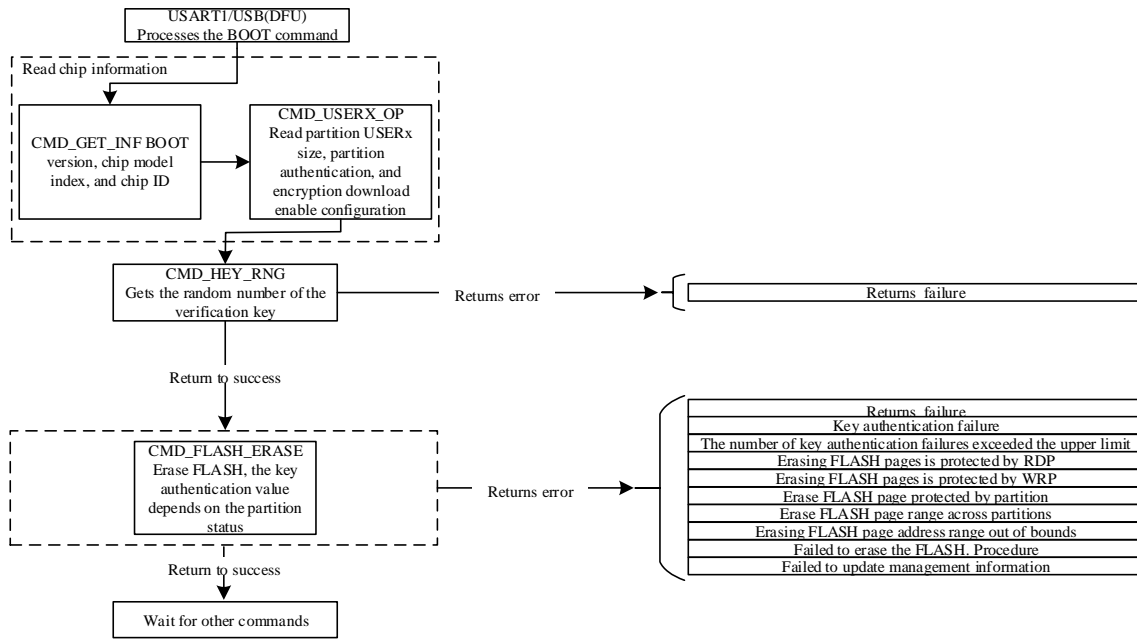 USART1/USB(DFU)
Processes the BOOT command
Read chip information
CMD_GET_INF BOOT
version, chip model
index, and chip ID
CMD_USERX_OP
Read partition USERx
size, partition
authentication, and
encryption download
enable configuration
CMD_HEY_RNG
Gets the random number of the
verification key
Returns error
Returns failure
Return to success
CMD_FLASH_ERASE
Erase FLASH, the key
authentication value
depends on the partition
status
Returns error
Returns failure
Key authentication failure
The number of key authentication failures exceeded the upper limit
Erasing FLASH pages is protected by RDP
Erasing FLASH pages is protected by WRP
Erase FLASH page protected by partition
Erase FLASH page range across partitions
Erasing FLASH page address range out of bounds
Failed to erase the FLASH. Procedure
Failed to update management information
Return to success
Wait for other commands